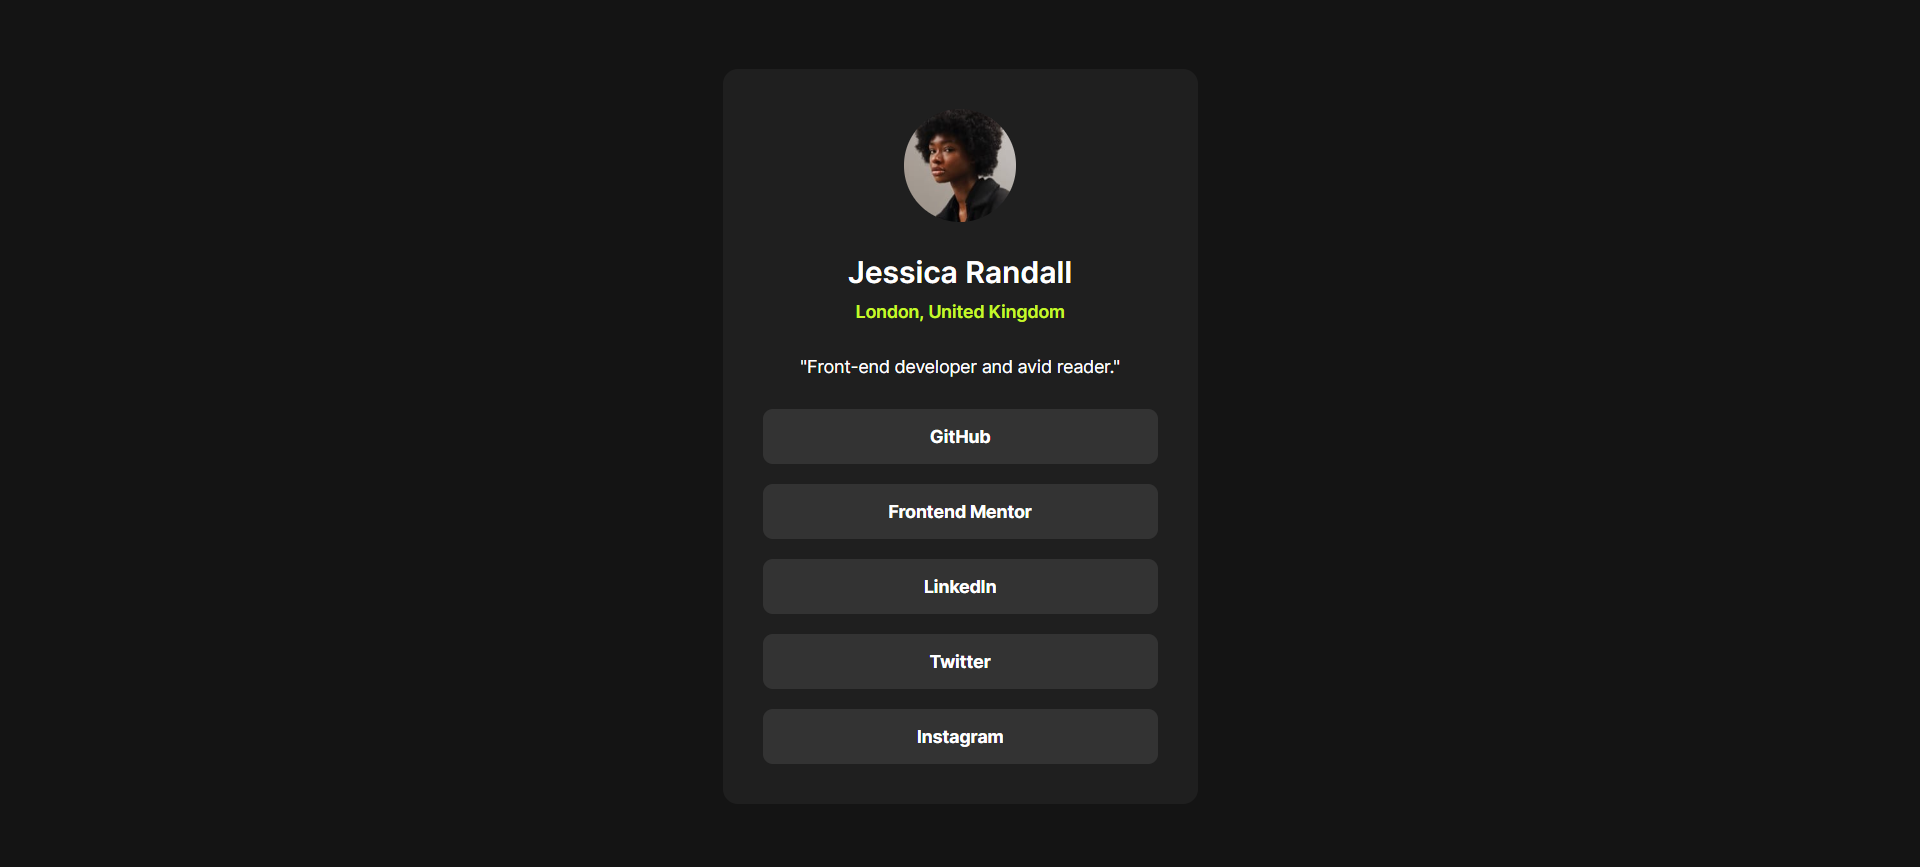 Jessica Randall
London, United Kingdom
"Front-end developer and avid reader."
GitHub
Frontend Mentor
LinkedIn
Twitter
Instagram